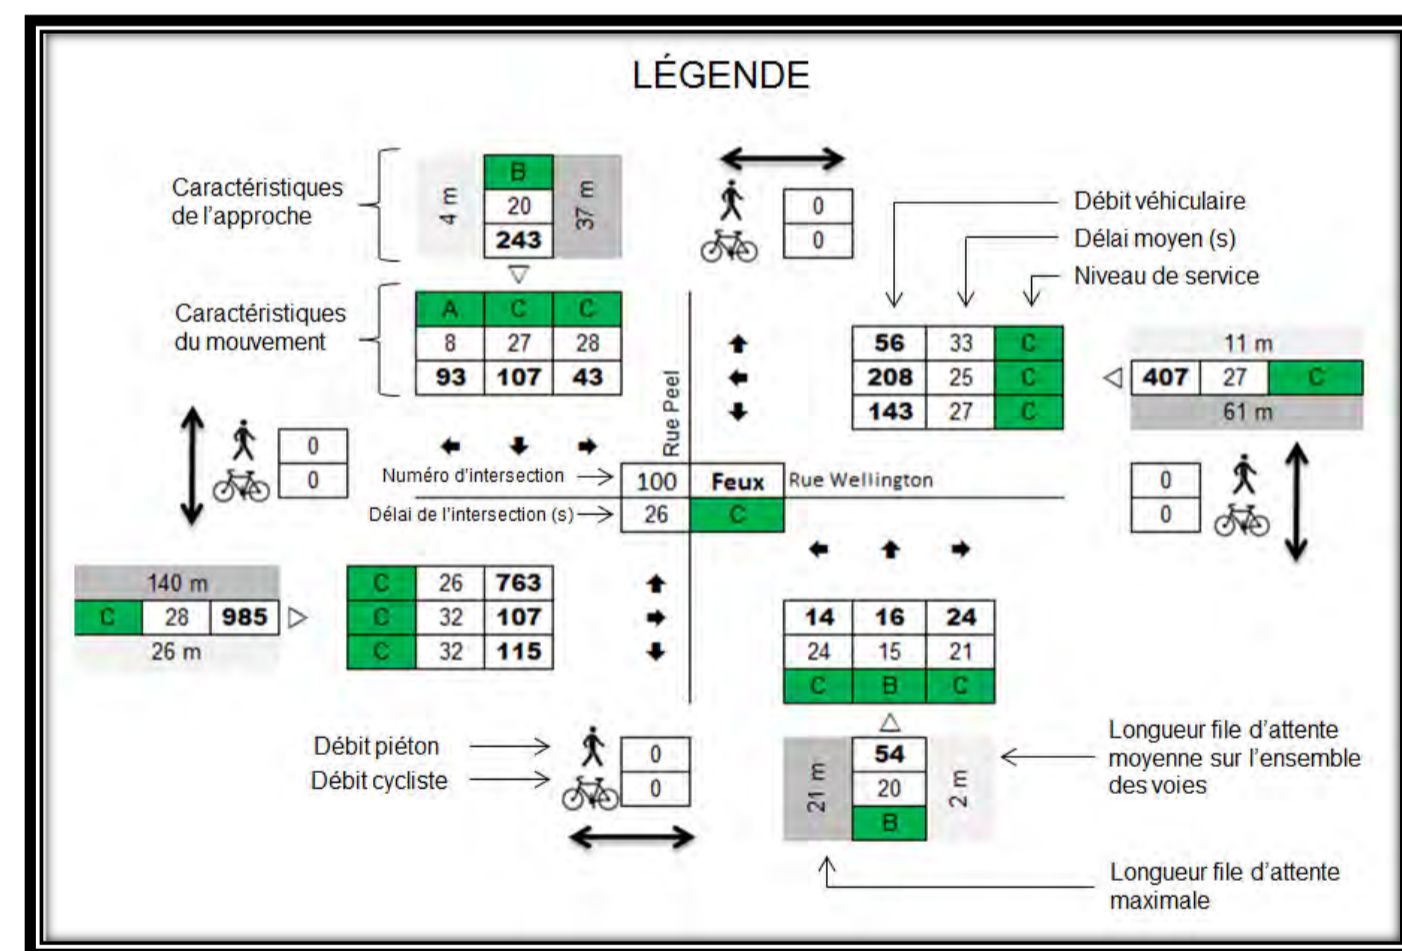 LÉGENDE
Caractéristiques
de l'approche
4 m
B
20
243
37 m
0
0
Débit véhiculaire
Délai moyen (s)
Niveau de service
Caractéristiques
du mouvement
A C C
8 27 28
93 107 43
Rue Peel
56 33 C
208 25 C
143 27 C
11 m
407 27 C
61 m
0
0
Numéro d'intersection
100 Feux
Rue Wellington
Délai de l'intersection (s)
26 C
0
0
140 m
C 28 985
26 m
C 26 763
C 32 107
C 32 115
14 16 24
24 15 21
C B C
Débit piéton
0
Débit cycliste
0
21 m
54
20
B
2 m
Longueur file d'attente
moyenne sur l'ensemble
des voies
Longueur file d'attente
maximale